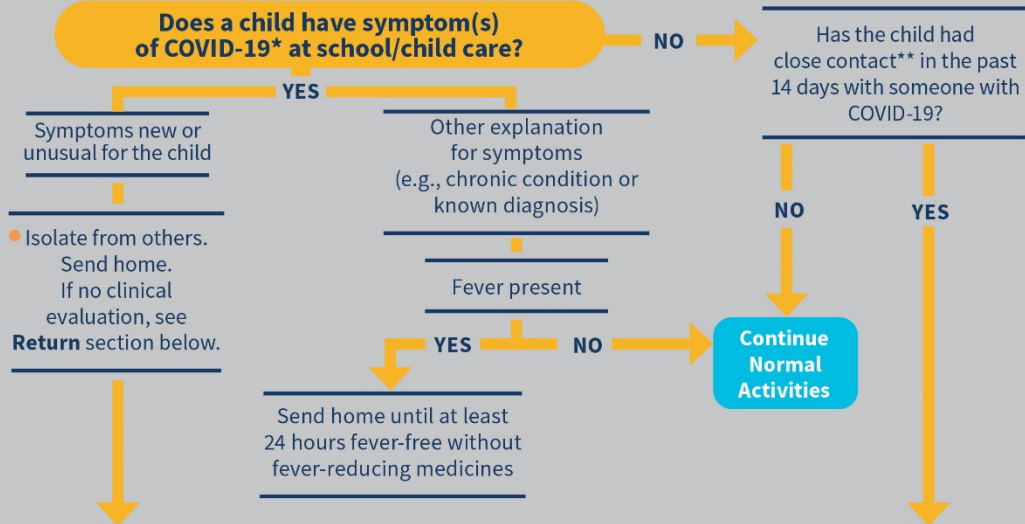 Does a child have symptom(s)
of COVID-19* at school/child care?
NO
Has the child had
close contact** in the past
14 days with someone with
COVID-19?
YES
Symptoms new or
unusual for the child
Other explanation
for symptoms
(e.g., chronic condition or
known diagnosis)
NO
YES
Isolate from others.
Send home.
If no clinical
evaluation, see
Return section below.
Fever present
YES
NO
Continue
Normal
Activities
Send home until at least
24 hours fever-free without
fever-reducing medicines